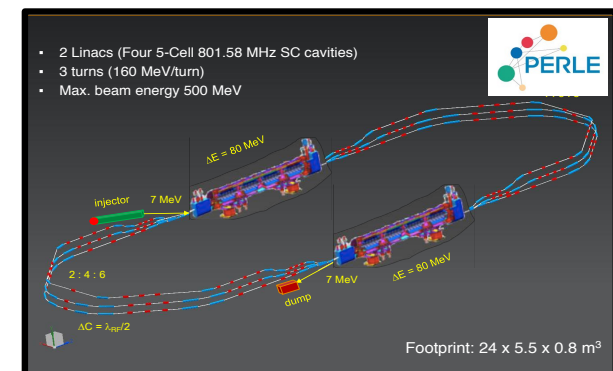 ▪ 2 Linacs (Four 5-Cell 801.58 MHz SC cavities)
▪ 3 turns (160 MeV/turn)
▪ Max. beam energy 500 MeV
PERLE
ΔE = 80 MeV
injector
7 MeV
2 : 4 : 6
7 MeV
ΔE = 80 MeV
dump
ΔC = λRF/2
Footprint: 24 x 5.5 x 0.8 m³